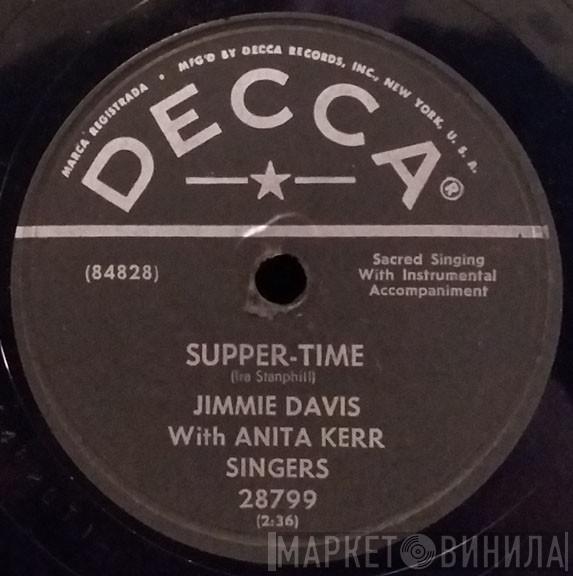 MARCA REGISTRADA • MFG'D BY DECCA RECORDS, INC., NEW YORK, U. S. A.
DECCA®
(84828)
Sacred Singing
With Instrumental
Accompaniment
SUPPER-TIME
(Ira Stanphill)
JIMMIE DAVIS
With ANITA KERR
SINGERS
28799
(2:36)
МАРКЕТ ВИНИЛА